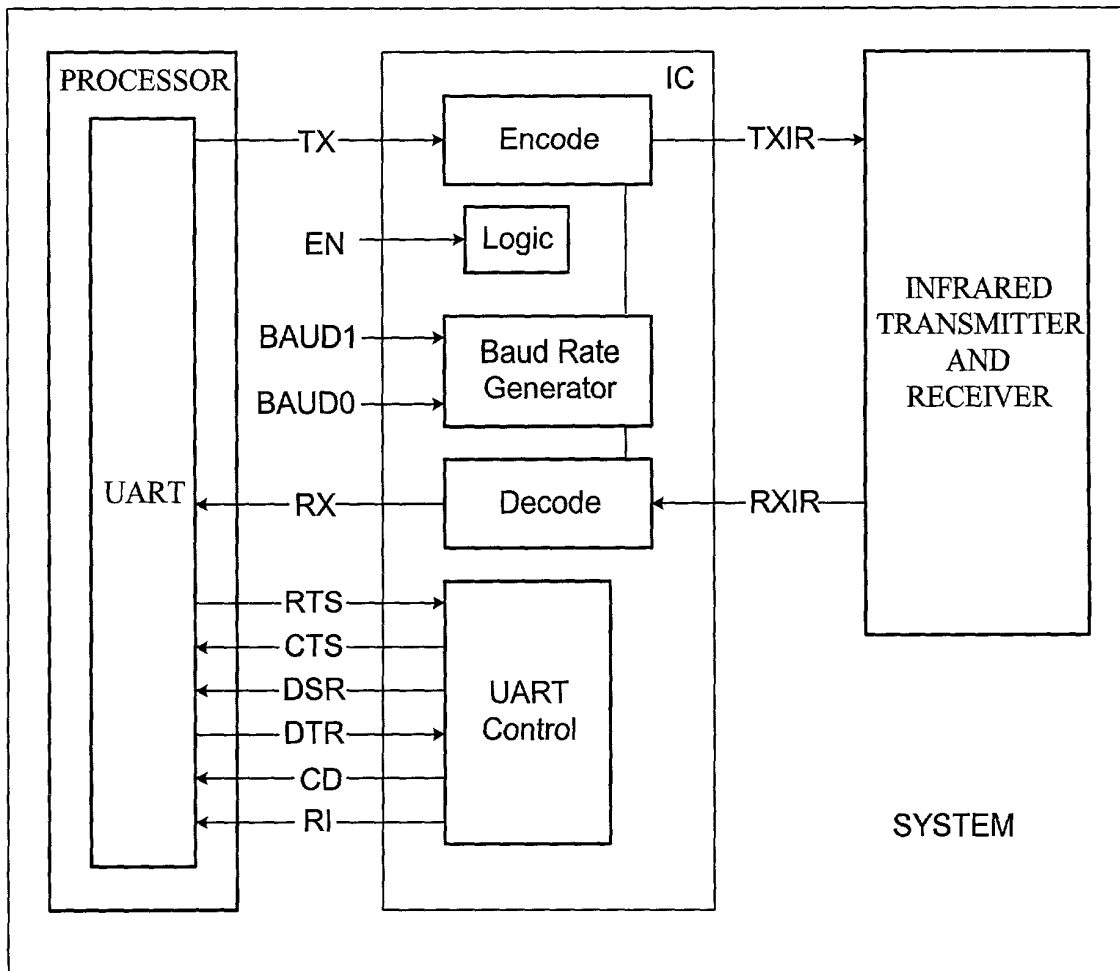 PROCESSOR
IC
TX
Encode
TXIR
EN
Logic
INFRARED
TRANSMITTER
AND
RECEIVER
BAUD1
Baud Rate
Generator
BAUD0
UART
RX
Decode
RXIR
RTS
CTS
DSR
UART
Control
DTR
CD
RI
SYSTEM